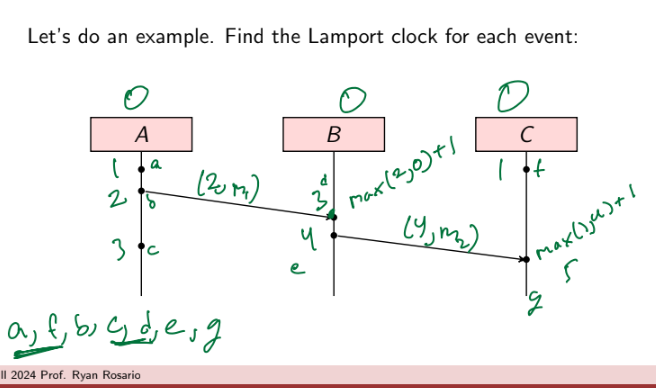 Let's do an example. Find the Lamport clock for each event:
0 0 0
A B C
1 a
2 b
3 c
(2, m₁)
d
3
max(2,0)+1
4
e
(4, m₂)
1 f
max(1,4)+1
5
g
a, f, b, c, d, e, g
ll 2024 Prof. Ryan Rosario